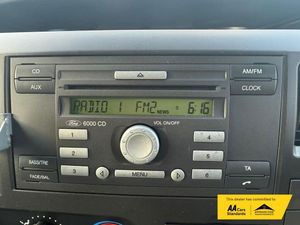 CD
AM/FM
AUX
CLOCK
RADIO 1 FM2 NEWS 6:16
Ford 6000 CD
VOL ON/OFF
1
4
2
5
BASS/TRE
3
MENU
6
TA
FADE/BAL
This dealer has committed to
AA Cars
Standards